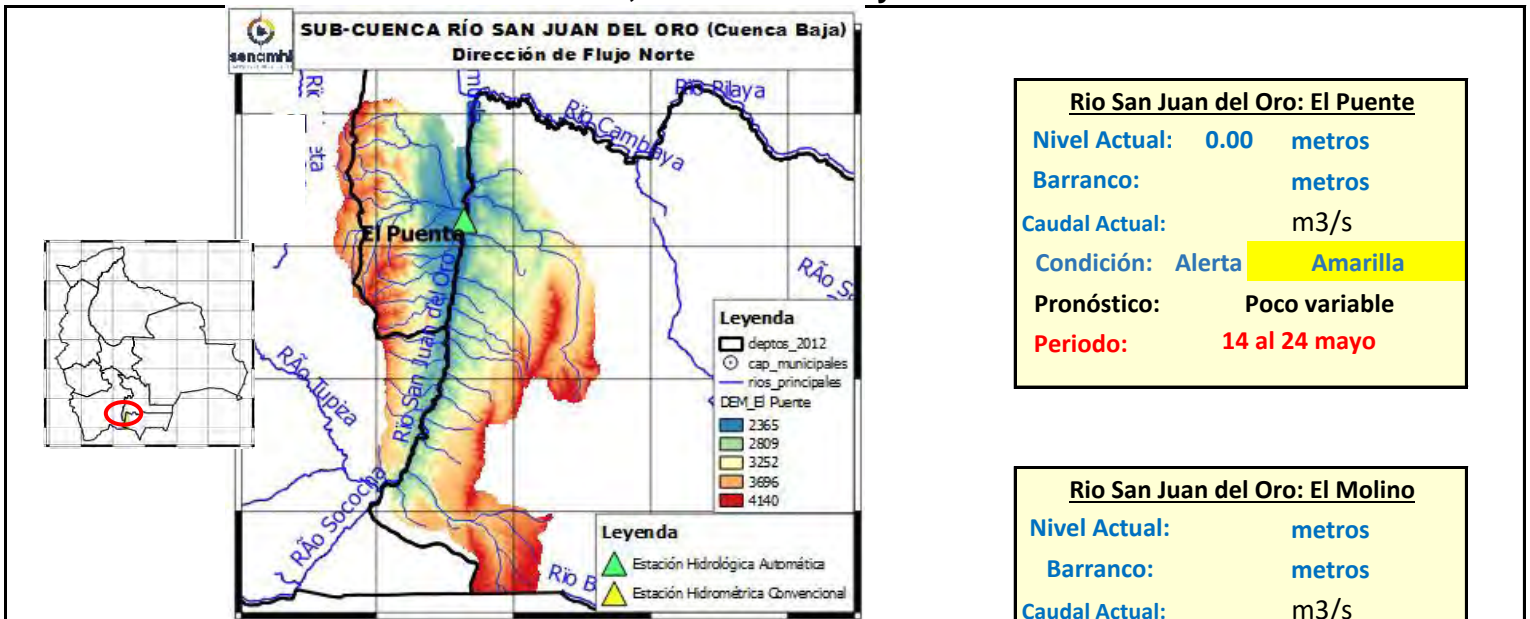 SUB-CUENCA RÍO SAN JUAN DEL ORO (Cuenca Baja)
Dirección de Flujo Norte
senamhi
Río Pilaya
Río Camblaya
El Puente
Río San Juan del Oro
RÃo Tupiza
RÃo Sococha
Río B
RÃo S
Leyenda
deptos_2012
cap_municipales
rios_principales
DEM_El Puente
2365
2809
3252
3696
4140
Leyenda
Estación Hidrológica Automática
Estación Hidrométrica Convencional
Rio San Juan del Oro: El Puente
Nivel Actual: 0.00 metros
Barranco: metros
Caudal Actual: m3/s
Condición: Alerta Amarilla
Pronóstico: Poco variable
Periodo: 14 al 24 mayo
Rio San Juan del Oro: El Molino
Nivel Actual: metros
Barranco: metros
Caudal Actual: m3/s